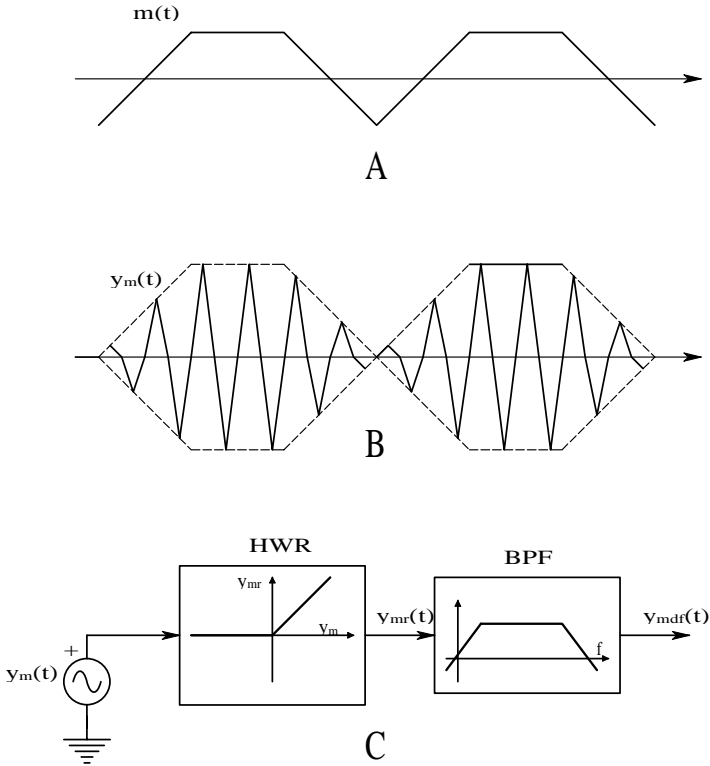 m(t)
A
ym(t)
B
HWR
BPF
ymr
ym
ymr(t)
f
ymdf(t)
+
ym(t)
C